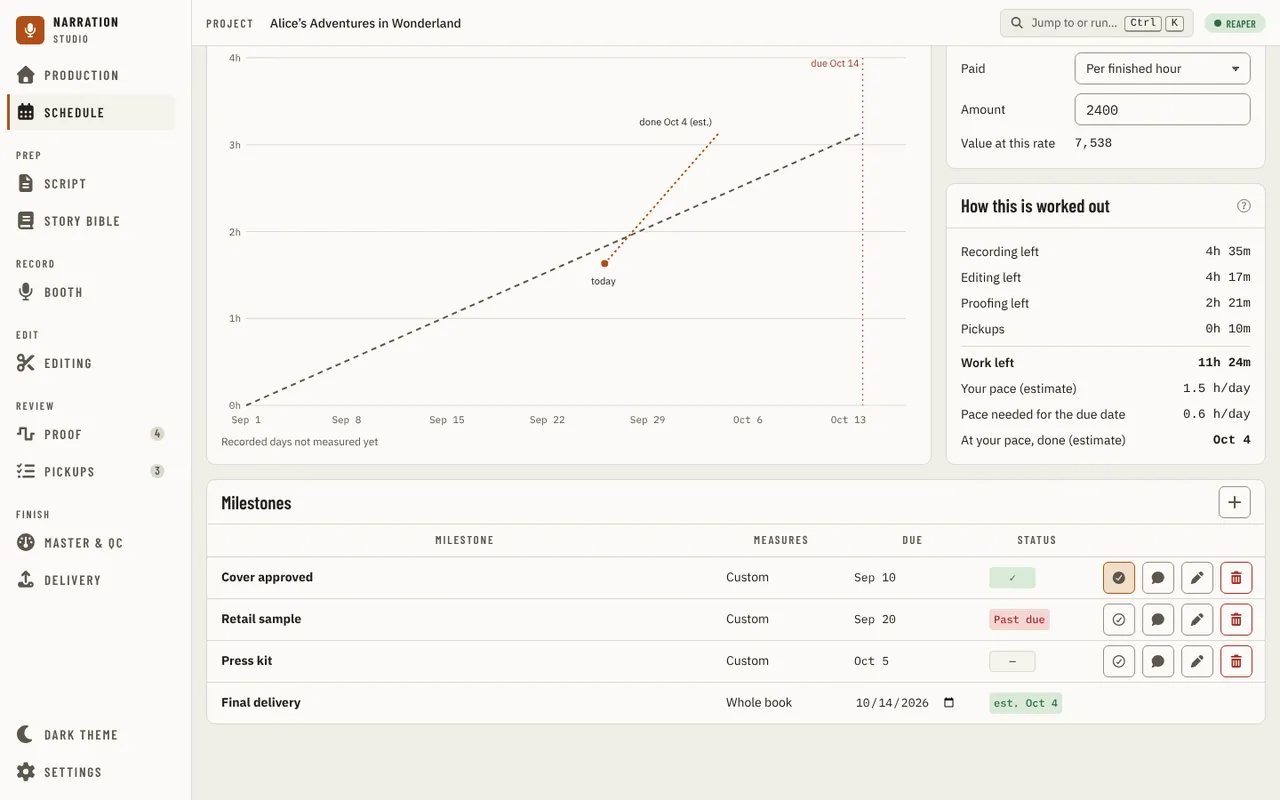 NARRATION
STUDIO
PRODUCTION
SCHEDULE
PREP
SCRIPT
STORY BIBLE
RECORD
BOOTH
EDIT
EDITING
REVIEW
PROOF 4
PICKUPS 3
FINISH
MASTER & QC
DELIVERY
DARK THEME
SETTINGS
PROJECT Alice's Adventures in Wonderland
Jump to or run... Ctrl K
REAPER
4h
3h
2h
1h
0h
due Oct 14
done Oct 4 (est.)
today
Sep 1 Sep 8 Sep 15 Sep 22 Sep 29 Oct 6 Oct 13
Recorded days not measured yet
Paid Per finished hour
Amount 2400
Value at this rate 7,538
How this is worked out ?
Recording left 4h 35m
Editing left 4h 17m
Proofing left 2h 21m
Pickups 0h 10m
Work left 11h 24m
Your pace (estimate) 1.5 h/day
Pace needed for the due date 0.6 h/day
At your pace, done (estimate) Oct 4
Milestones
MILESTONE MEASURES DUE STATUS
Cover approved Custom Sep 10 ✓
Retail sample Custom Sep 20 Past due
Press kit Custom Oct 5 —
Final delivery Whole book 10/14/2026 est. Oct 4